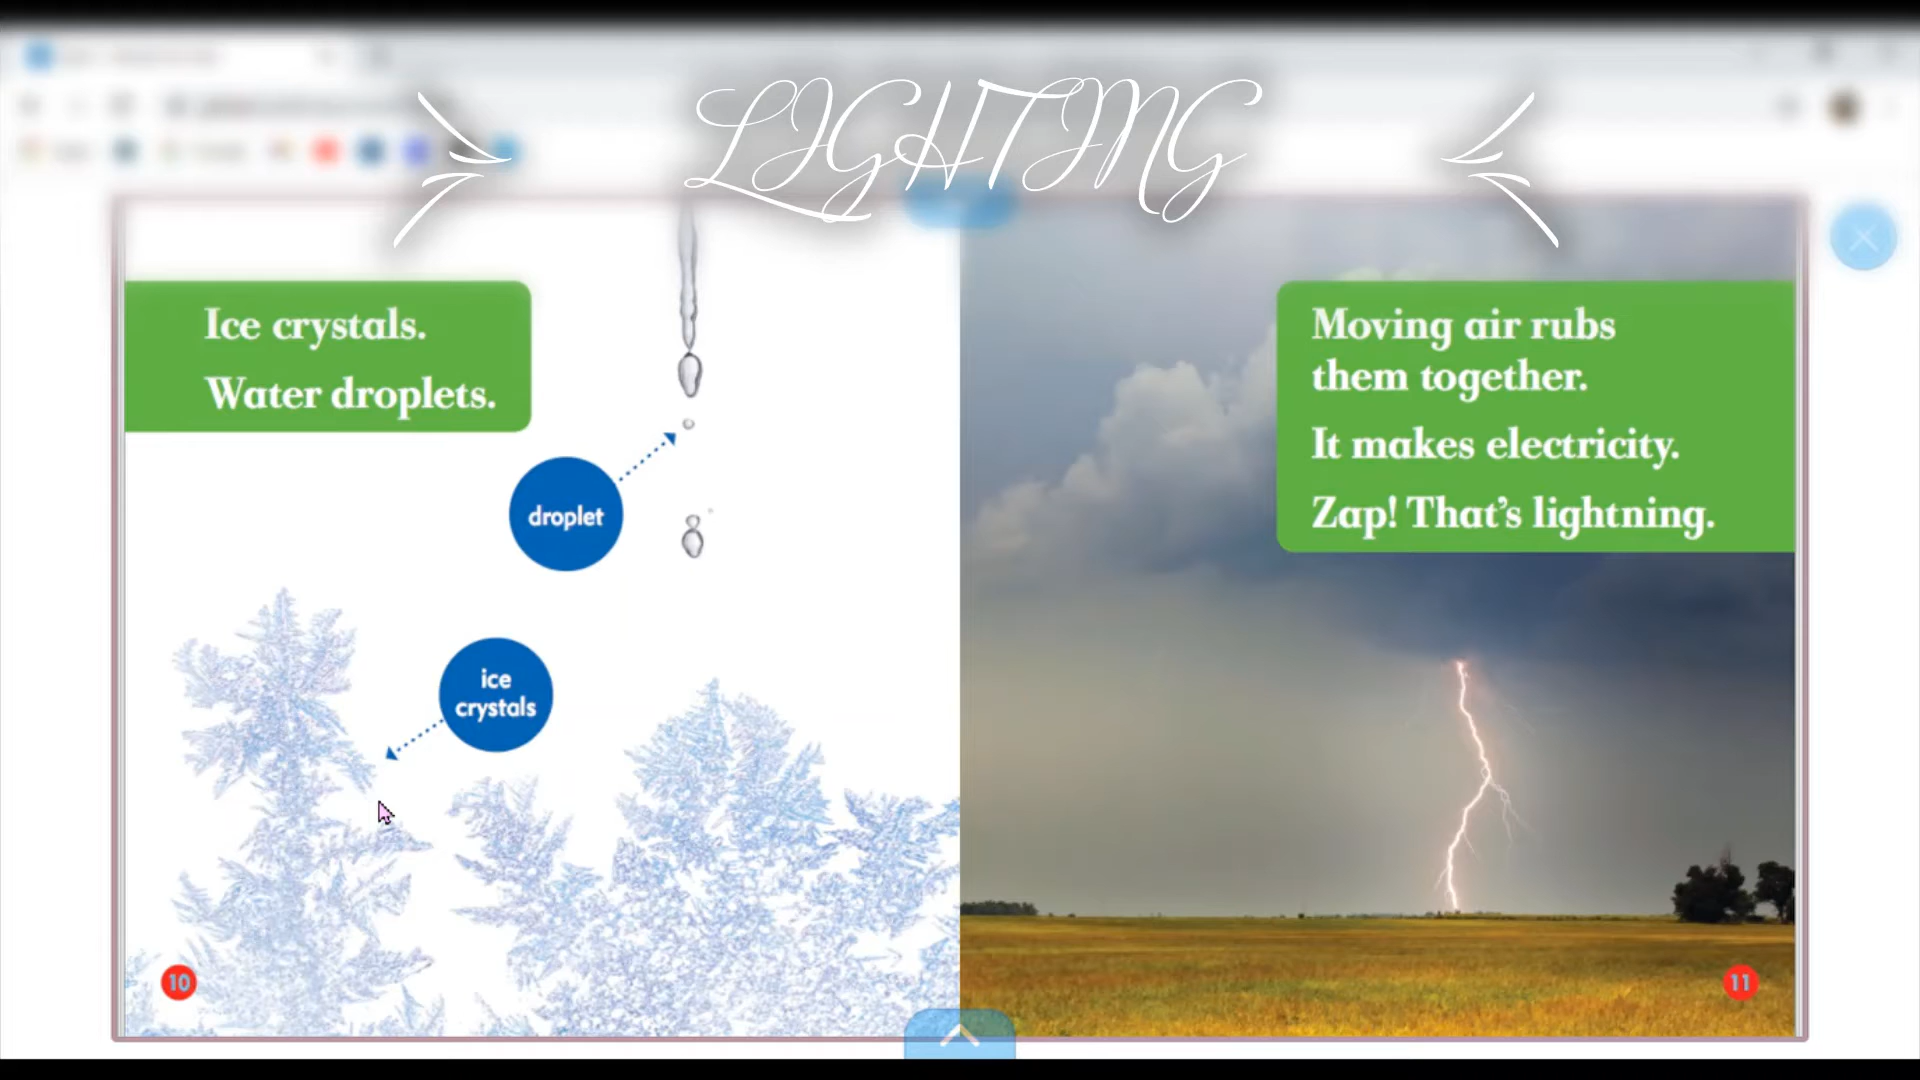 LIGHTING
Ice crystals.
Water droplets.
droplet
ice
crystals
10
Moving air rubs
them together.
It makes electricity.
Zap! That's lightning.
11